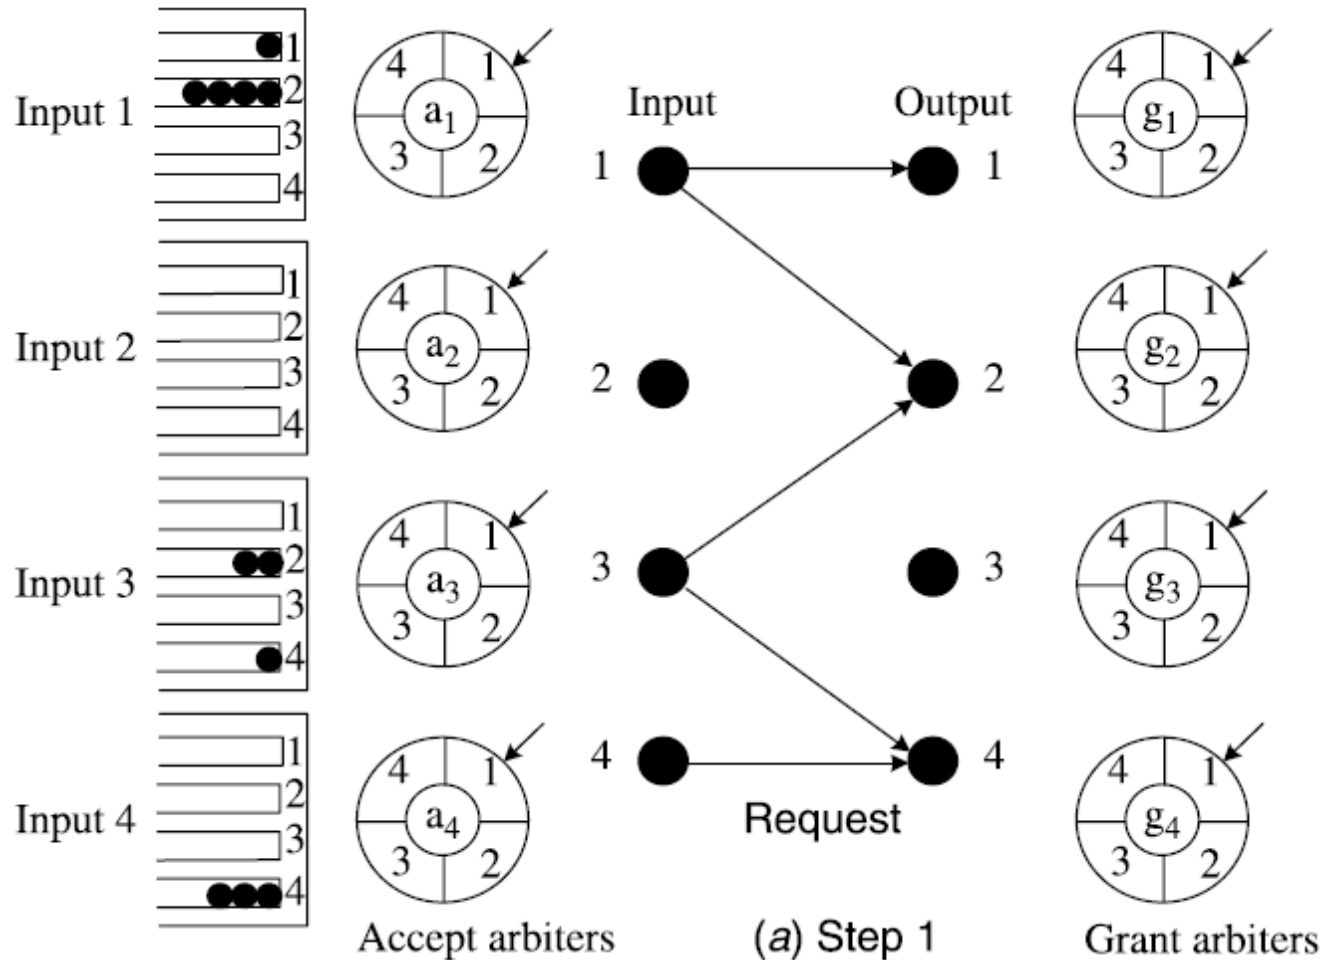 Input 1
1
2
3
4
4 1
a1
3 2
Input Output
1 1
4 1
g1
3 2
Input 2
1
2
3
4
4 1
a2
3 2
2 2
4 1
g2
3 2
Input 3
1
2
3
4
4 1
a3
3 2
3 3
4 1
g3
3 2
Input 4
1
2
3
4
4 1
a4
3 2
4 4
Request
4 1
g4
3 2
Accept arbiters
(a) Step 1
Grant arbiters